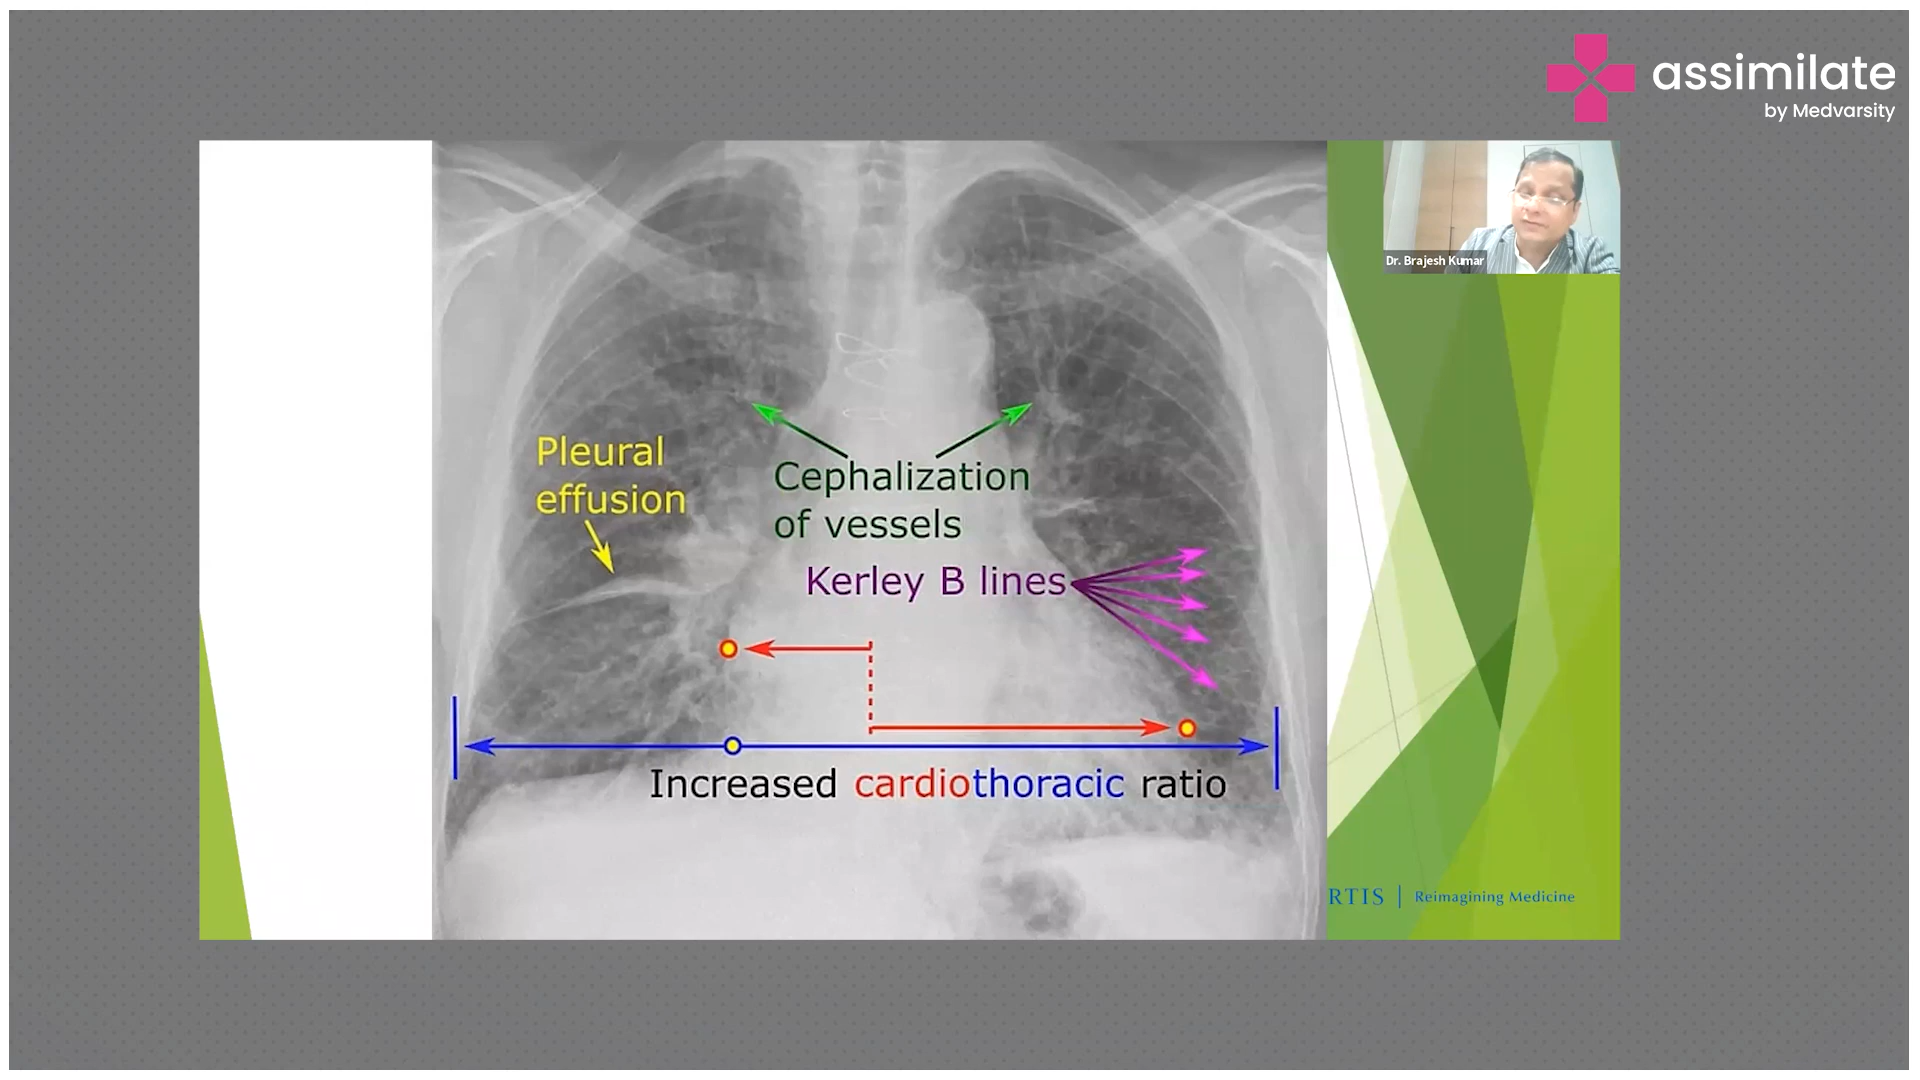 assimilate
by Medvarsity
Dr. Brajesh Kumar
Pleural
effusion
Cephalization
of vessels
Kerley B lines
Increased cardiothoracic ratio
RTIS | Reimagining Medicine